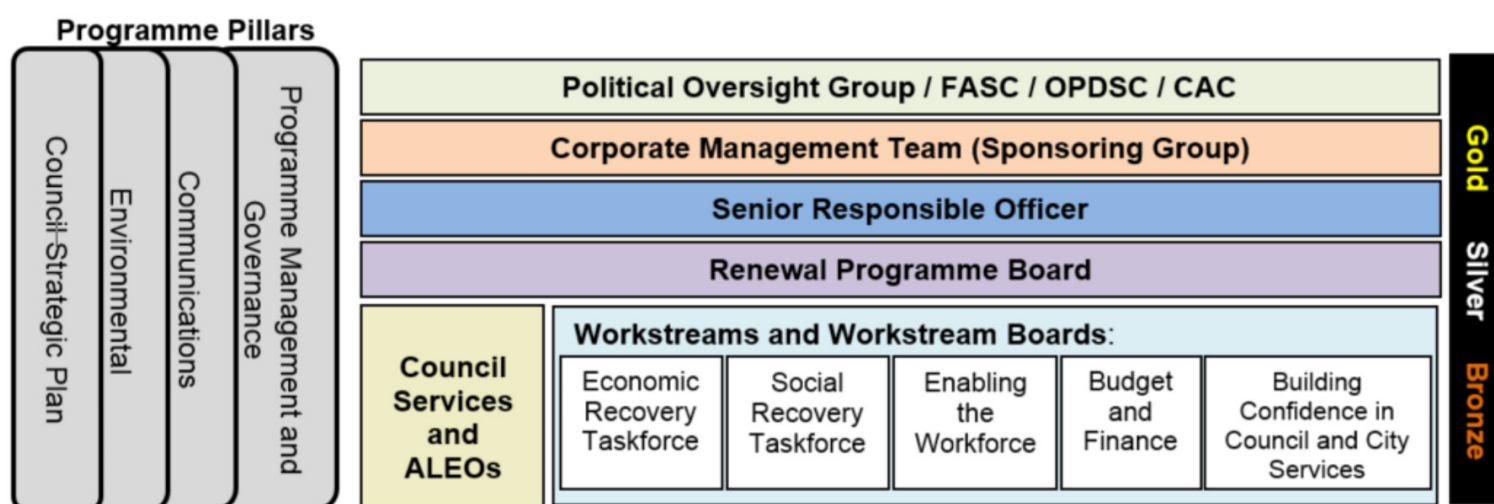 Programme Pillars
Council Strategic Plan
Environmental
Communications
Programme Management and
Governance
Political Oversight Group / FASC / OPDSC / CAC
Corporate Management Team (Sponsoring Group)
Senior Responsible Officer
Renewal Programme Board
Council
Services
and
ALEOs
Workstreams and Workstream Boards:
Economic
Recovery
Taskforce
Social
Recovery
Taskforce
Enabling
the
Workforce
Budget
and
Finance
Building
Confidence in
Council and City
Services
Gold
Silver
Bronze